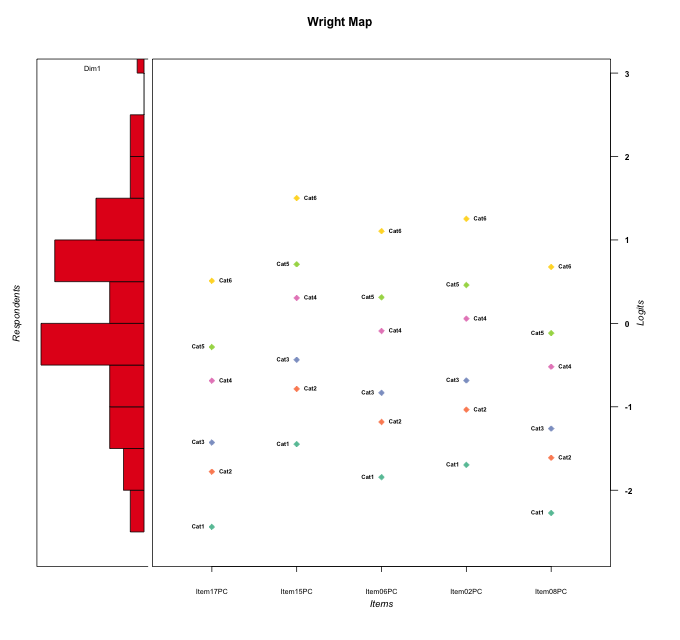 Wright Map
Dim1
3
2
1
0
-1
-2
Respondents
Logits
Cat6
Cat5
Cat4
Cat3
Cat2
Cat1
Cat6
Cat5
Cat4
Cat3
Cat2
Cat1
Cat6
Cat5
Cat4
Cat3
Cat2
Cat1
Cat6
Cat5
Cat4
Cat3
Cat2
Cat1
Cat6
Cat5
Cat4
Cat3
Cat2
Cat1
Item17PC Item15PC Item06PC Item02PC Item08PC
Items